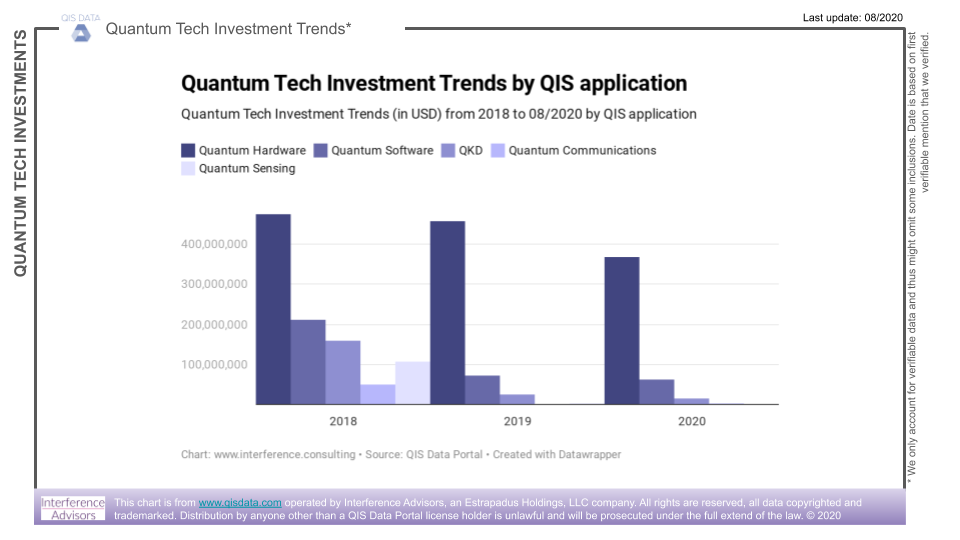 Last update: 08/2020
QIS DATA
Quantum Tech Investment Trends*
QUANTUM TECH INVESTMENTS
Quantum Tech Investment Trends by QIS application
Quantum Tech Investment Trends (in USD) from 2018 to 08/2020 by QIS application
Quantum Hardware Quantum Software QKD Quantum Communications
Quantum Sensing
400,000,000
300,000,000
200,000,000
100,000,000
2018 2019 2020
Chart: www.interference.consulting • Source: QIS Data Portal • Created with Datawrapper
* We only account for verifiable data and thus might omit some inclusions. Date is based on first
verifiable mention that we verified.
Interference
Advisors
This chart is from www.qisdata.com operated by Interference Advisors, an Estrapadus Holdings, LLC company. All rights are reserved, all data copyrighted and
trademarked. Distribution by anyone other than a QIS Data Portal license holder is unlawful and will be prosecuted under the full extend of the law. © 2020